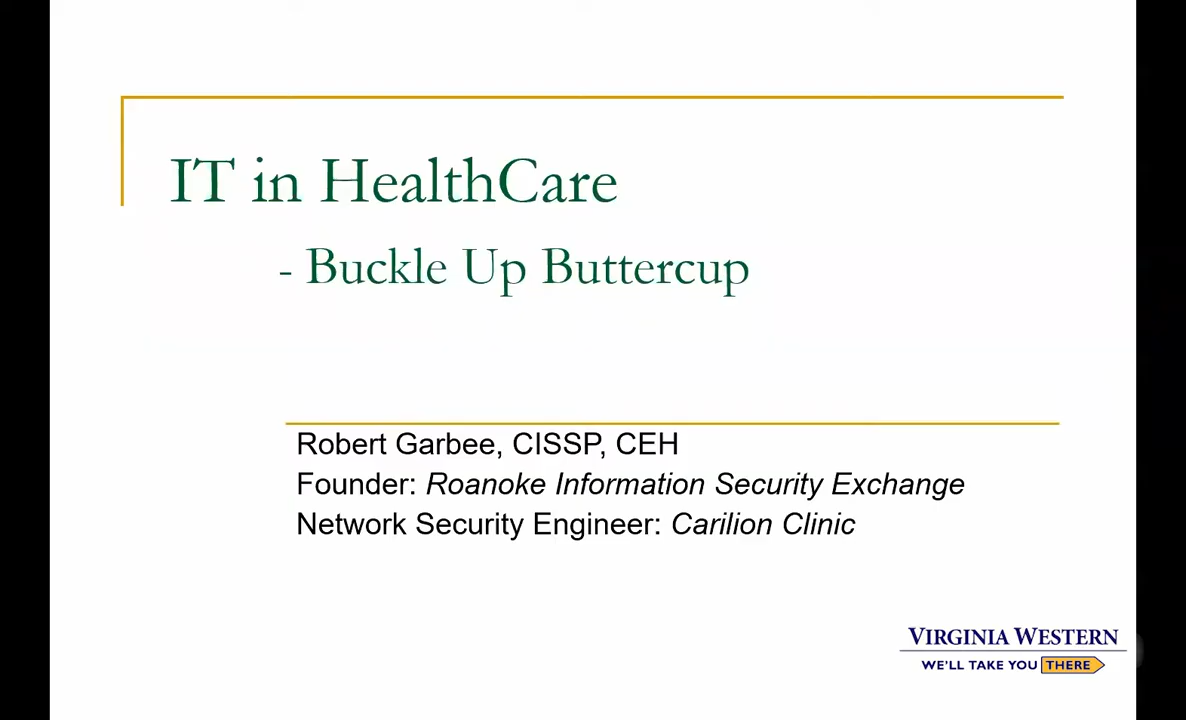 IT in HealthCare
- Buckle Up Buttercup
Robert Garbee, CISSP, CEH
Founder: Roanoke Information Security Exchange
Network Security Engineer: Carilion Clinic
VIRGINIA WESTERN
WE'LL TAKE YOU THERE